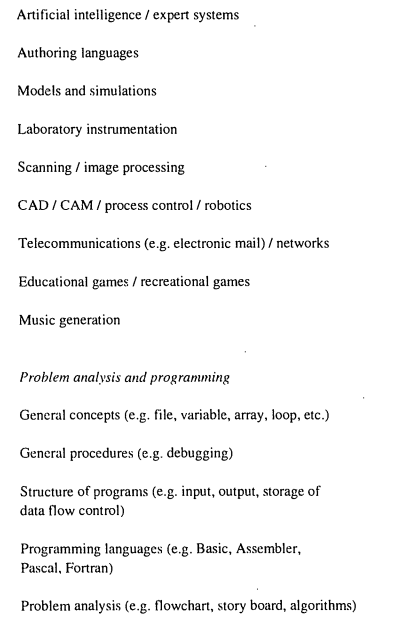 Artificial intelligence / expert systems
Authoring languages
Models and simulations
Laboratory instrumentation
Scanning / image processing
CAD / CAM / process control / robotics
Telecommunications (e.g. electronic mail) / networks
Educational games / recreational games
Music generation
Problem analysis and programming
General concepts (e.g. file, variable, array, loop, etc.)
General procedures (e.g. debugging)
Structure of programs (e.g. input, output, storage of
data flow control)
Programming languages (e.g. Basic, Assembler,
Pascal, Fortran)
Problem analysis (e.g. flowchart, story board, algorithms)